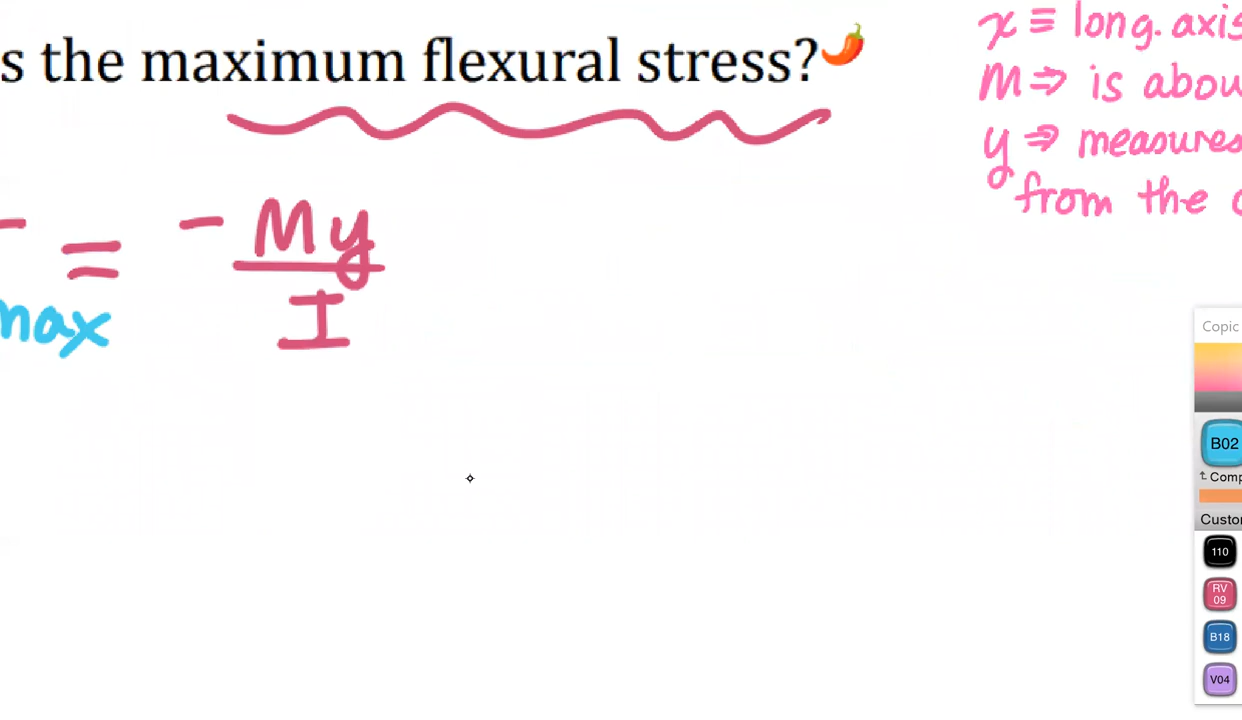 s the maximum flexural stress?🌶️
x ≡ long. axis
M ⇒ is abou
y ⇒ measures
from the c
= - My
I
max
Copic
B02
Comp
Custo
110
RV
09
B18
V04